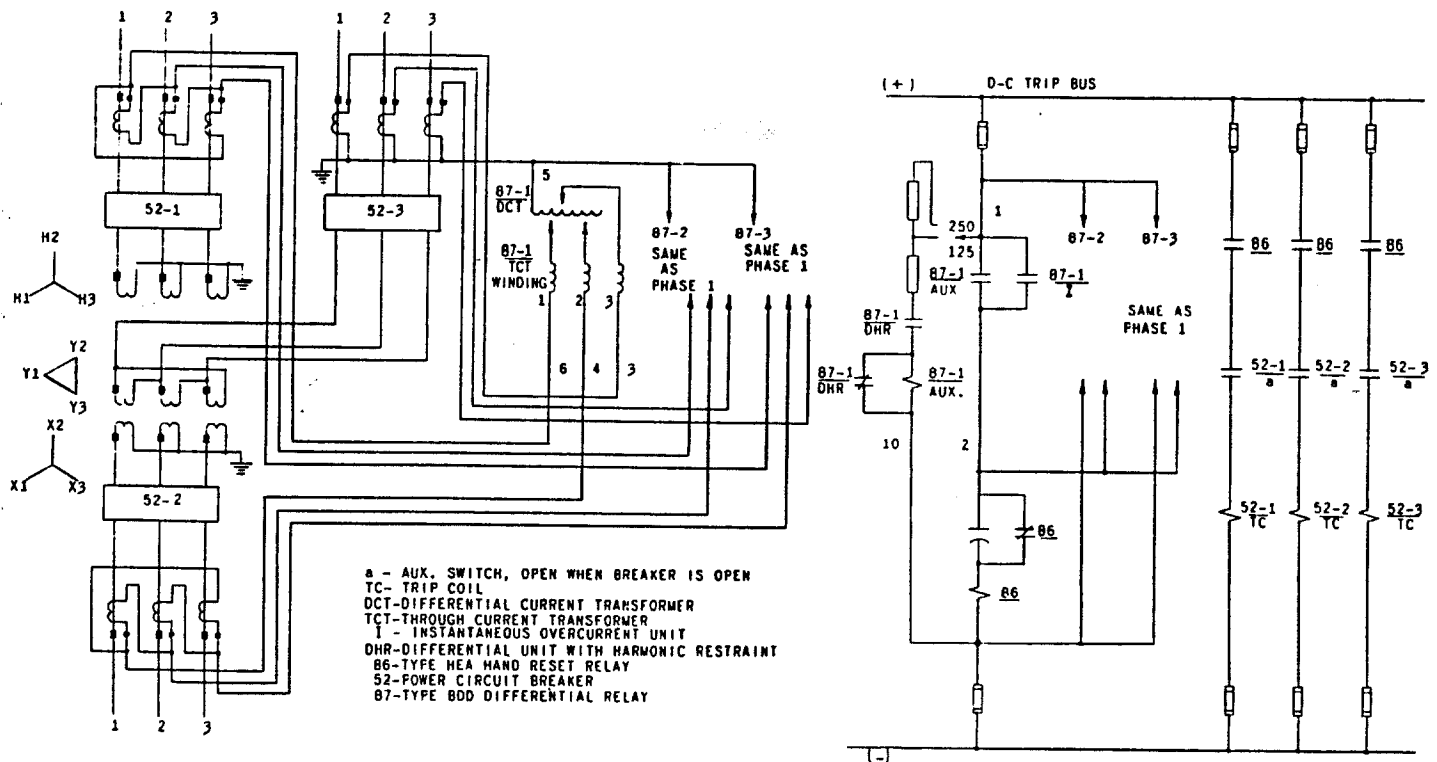 1 2 3
1 2 3
52-1
52-3
H2
H1 H3
Y2
Y1
Y3
X2
X1 X3
52-2
1 2 3
5
87-1
DCT
87-1
TCT
WINDING
1 2 3
6 4 3
87-2
SAME
AS
PHASE 1
87-3
SAME AS
PHASE 1
a - AUX. SWITCH, OPEN WHEN BREAKER IS OPEN
TC- TRIP COIL
DCT-DIFFERENTIAL CURRENT TRANSFORMER
TCT-THROUGH CURRENT TRANSFORMER
I - INSTANTANEOUS OVERCURRENT UNIT
DHR-DIFFERENTIAL UNIT WITH HARMONIC RESTRAINT
86-TYPE HEA HAND RESET RELAY
52-POWER CIRCUIT BREAKER
87-TYPE BDD DIFFERENTIAL RELAY
(+) D-C TRIP BUS
1
250
125
87-1
AUX
87-1
I
87-2 87-3
SAME AS
PHASE 1
87-1
DHR
87-1
DHR
87-1
AUX.
10 2
86
86
86 86 86
52-1
a
52-2
a
52-3
a
52-1
TC
52-2
TC
52-3
TC
(-)